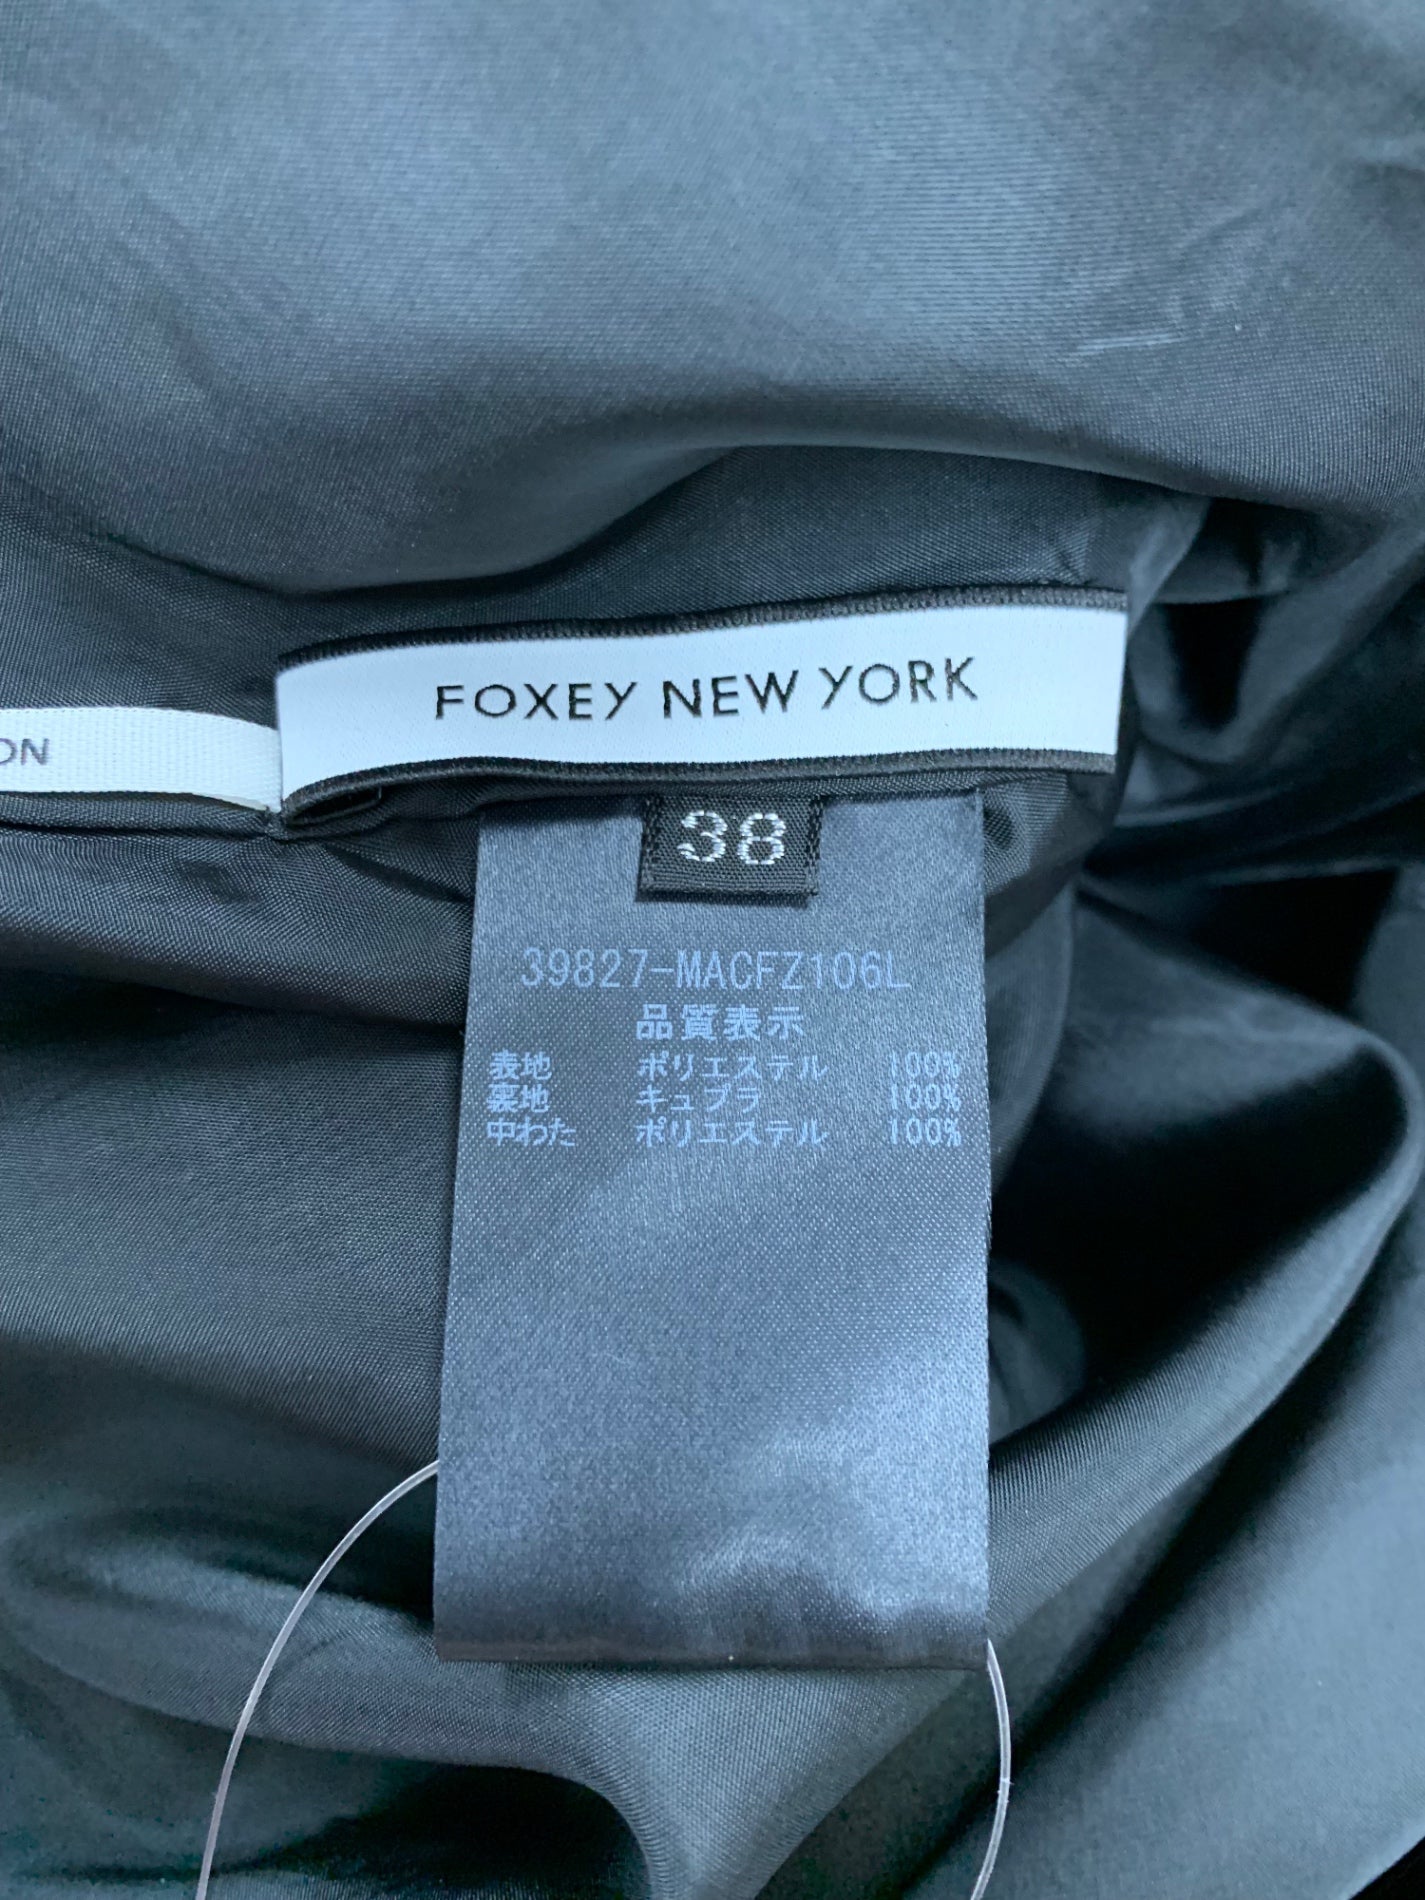 FOXEY NEW YORK
ON
38
39827-MACFZ106L
品質表示
表地 ポリエステル 100%
裏地 キュプラ 100%
中わた ポリエステル 100%